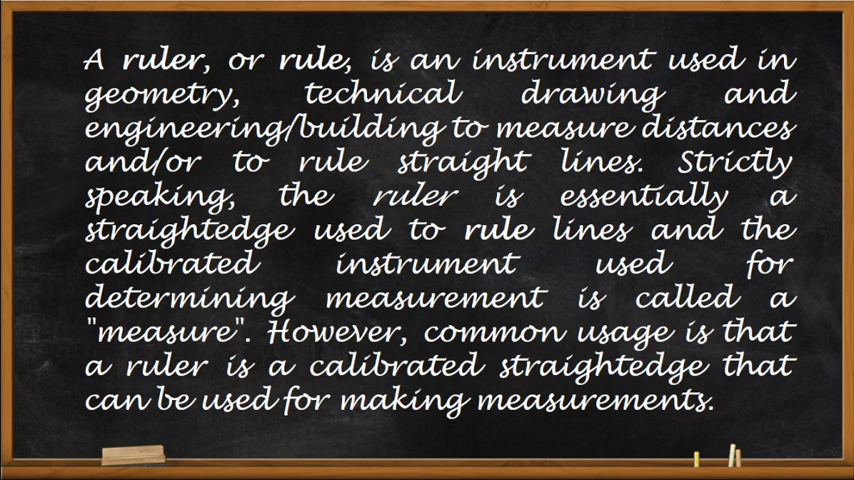 A ruler, or rule, is an instrument used in
geometry, technical drawing and
engineering/building to measure distances
and/or to rule straight lines. Strictly
speaking, the ruler is essentially a
straightedge used to rule lines and the
calibrated instrument used for
determining measurement is called a
"measure". However, common usage is that
a ruler is a calibrated straightedge that
can be used for making measurements.